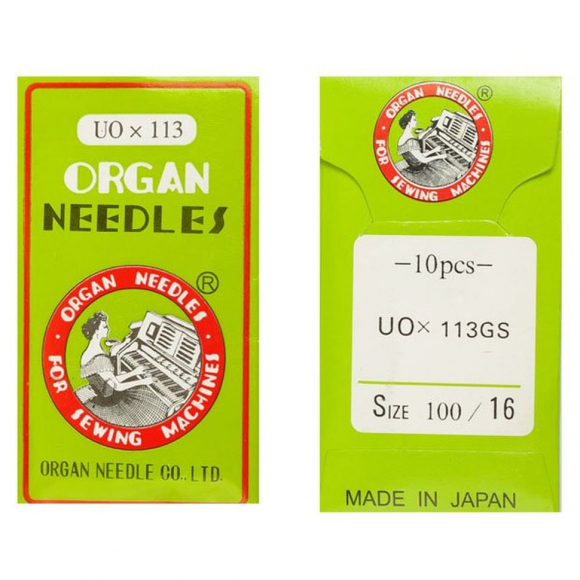 UO × 113
ORGAN
NEEDLES
ORGAN NEEDLES
®
FOR SEWING MACHINES
ORGAN NEEDLE CO., LTD.
ORGAN NEEDLES
®
FOR SEWING MACHINES
-10pcs-
UO× 113GS
SIZE 100 / 16
MADE IN JAPAN